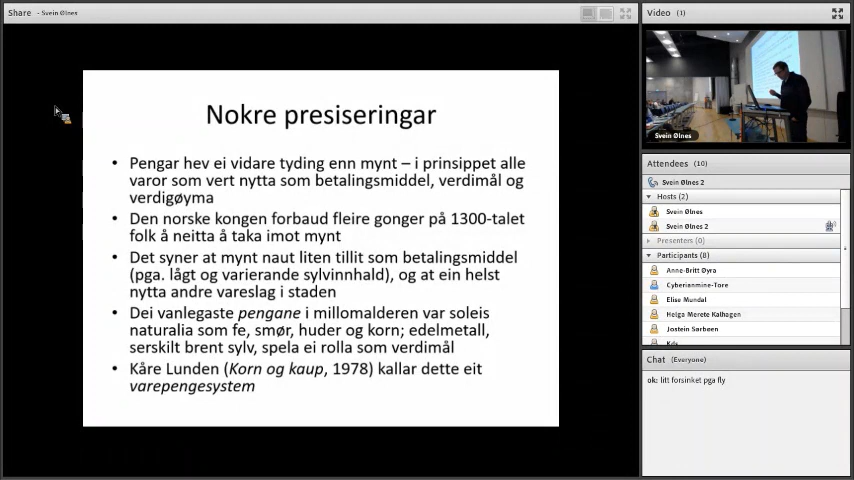 Share - Svein Ølnes
Nokre presiseringar
• Pengar hev ei vidare tyding enn mynt – i prinsippet alle
varor som vert nytta som betalingsmiddel, verdimål og
verdigøyma
• Den norske kongen forbaud fleire gonger på 1300-talet
folk å neitta å taka imot mynt
• Det syner at mynt naut liten tillit som betalingsmiddel
(pga. lågt og varierande sylvinnhald), og at ein helst
nytta andre vareslag i staden
• Dei vanlegaste pengane i millomalderen var soleis
naturalia som fe, smør, huder og korn; edelmetall,
serskilt brent sylv, spela ei rolla som verdimål
• Kåre Lunden (Korn og kaup, 1978) kallar dette eit
varepengesystem
Video (1)
Svein Ølnes
Attendees (10)
Svein Ølnes 2
Hosts (2)
Svein Ølnes
Svein Ølnes 2
Presenters (0)
Participants (8)
Anne-Britt Øyra
Cyberianmine-Tore
Elise Mundal
Helga Merete Kalhagen
Jostein Sørbøen
Chat (Everyone)
ok: litt forsinket pga fly